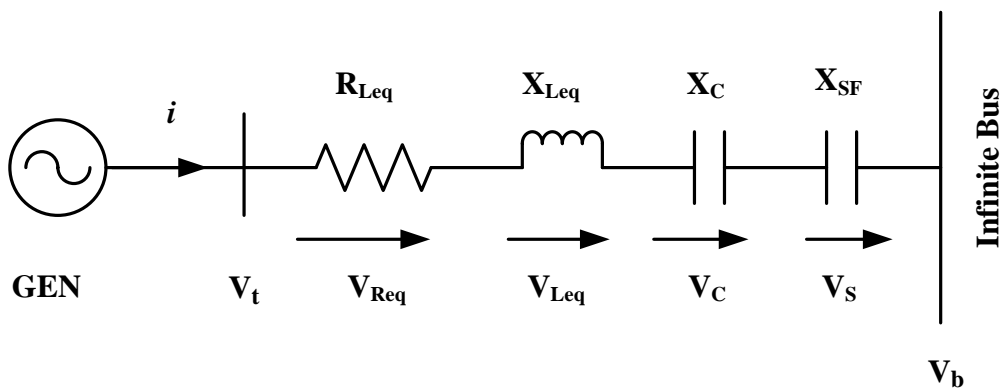 R_Leq X_Leq X_C X_SF
i
GEN V_t V_Req V_Leq V_C V_S
V_b
Infinite Bus